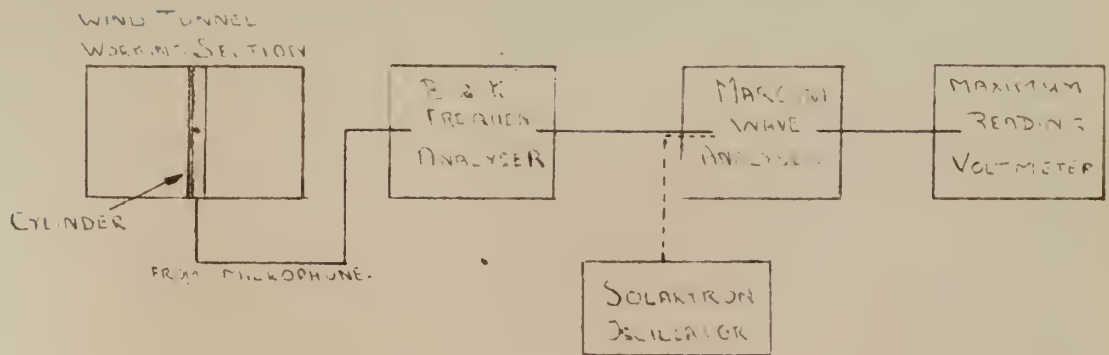 WIND TUNNEL
WORKING SECTION
CYLINDER
FROM MICROPHONE.
B & K
FREQUENCY
ANALYSER
MARCONI
WAVE
ANALYSER
MAXIMUM
READING
VOLTMETER
SOLARTRON
OSCILLATOR